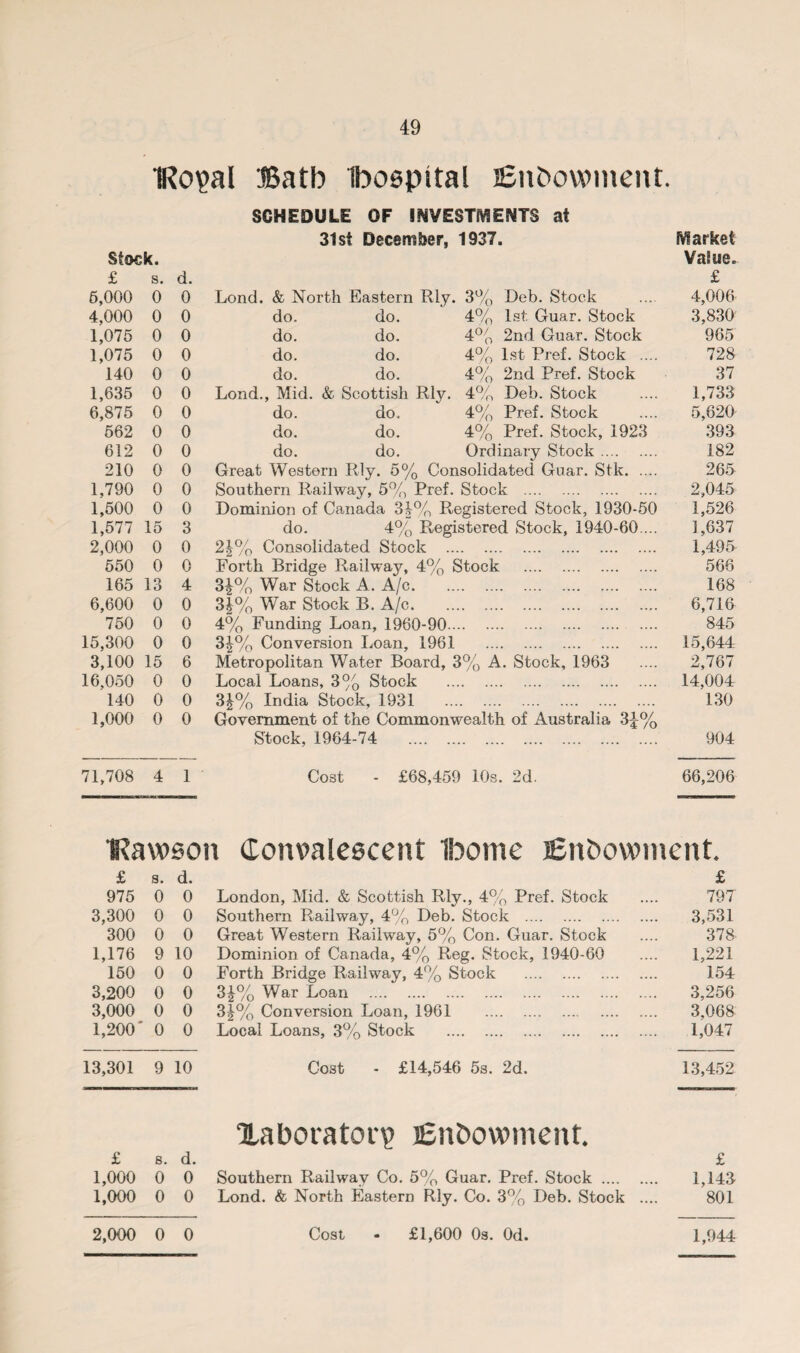 49
Royal Bath Hospital Endowment.
SCHEDULE OF INVESTMENTS at
31st December, 1937. Market
Stock. Value.
£ s. d. £
5,000 0 0 Lond. & North Eastern Rly. 3% Deb. Stock .... 4,006
4,000 0 0 do. do. 4% 1st Guar. Stock 3,830
1,075 0 0 do. do. 4% 2nd Guar. Stock 965
1,075 0 0 do. do. 4% 1st Pref. Stock .... 728
140 0 0 do. do. 4% 2nd Pref. Stock 37
1,635 0 0 Lond., Mid. & Scottish Rly. 4% Deb. Stock .... 1,733
6,875 0 0 do. do. 4% Pref. Stock .... 5,620
562 0 0 do. do. 4% Pref. Stock, 1923 393
612 0 0 do. do. Ordinary Stock .... .... 182
210 0 0 Great Western Rly. 5% Consolidated Guar. Stk. .... 265
1,790 0 0 Southern Railway, 5% Pref. Stock .... .... .... .... 2,045
1,500 0 0 Dominion of Canada 3½% Registered Stock, 1930-50 1,526
1,577 15 3 do. 4% Registered Stock, 1940-60.... 1,637
2,000 0 0 2½% Consolidated Stock .... .... .... .... .... .... 1,495
550 0 0 Forth Bridge Railway, 4% Stock .... .... .... .... 566
165 13 4 3½% War Stock A. A/c. .... .... .... .... .... .... 168
6,600 0 0 3½% War Stock B. A/c. .... .... .... .... .... .... 6,716
750 0 0 4% Funding Loan, 1960-90.... .... .... .... .... .... 845
15,300 0 0 3½% Conversion Loan, 1961 .... .... .... .... .... 15,644
3,100 15 6 Metropolitan Water Board, 3% A. Stock, 1963 .... 2,767
16,050 0 0 Local Loans, 3% Stock .... .... .... .... .... .... 14,004
140 0 0 3½% India Stock, 1931 .... .... .... .... .... .... 130
1,000 0 0 Government of the Commonwealth of Australia 3¼%
Stock, 1964-74 .... .... .... .... .... .... .... 904
71,708 4 1 Cost - £68,459 10s. 2d. 66,206
Rawson Convalescent Home Endowment.
£ s. d. £
975 0 0 London, Mid. & Scottish Rly., 4% Pref. Stock .... 797
3,300 0 0 Southern Railway, 4% Deb. Stock .... .... .... .... 3,531
300 0 0 Great Western Railway, 5% Con. Guar. Stock .... 378
1,176 9 10 Dominion of Canada, 4% Reg. Stock, 1940-60 .... 1,221
150 0 0 Forth Bridge Railway, 4% Stock .... .... .... .... 154
3,200 0 0 3½% War Loan .... .... .... .... .... .... .... .... 3,256
3,000 0 0 3½% Conversion Loan, 1961 .... .... .... .... .... 3,068
1,200 0 0 Local Loans, 3% Stock .... .... .... .... .... .... 1,047
13,301 9 10 Cost - £14,546 5s. 2d. 13,452
Laboratory Endowment.
£ s. d. £
1,000 0 0 Southern Railway Co. 5% Guar. Pref. Stock .... .... 1,143
1,000 0 0 Lond. & North Eastern Rly. Co. 3% Deb. Stock .... 801
2,000 0 0 Cost - £1,600 0s. 0d. 1,944